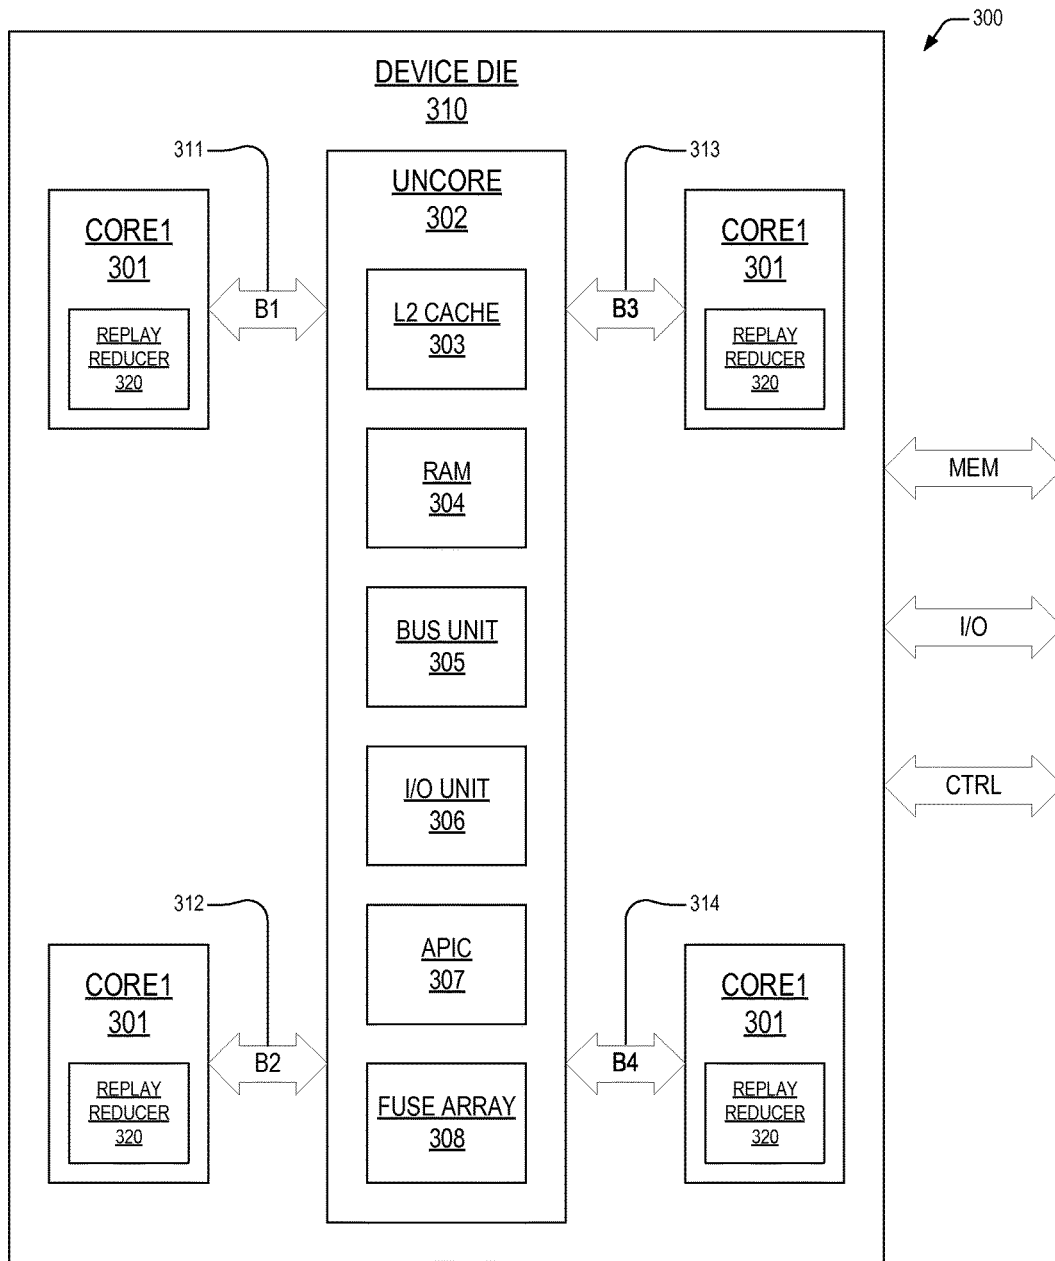 300
DEVICE DIE
310
311
313
UNCORE
302
CORE1
301
REPLAY
REDUCER
320
B1
L2 CACHE
303
B3
CORE1
301
REPLAY
REDUCER
320
MEM
RAM
304
BUS UNIT
305
I/O
I/O UNIT
306
CTRL
312
314
APIC
307
CORE1
301
REPLAY
REDUCER
320
B2
FUSE ARRAY
308
B4
CORE1
301
REPLAY
REDUCER
320